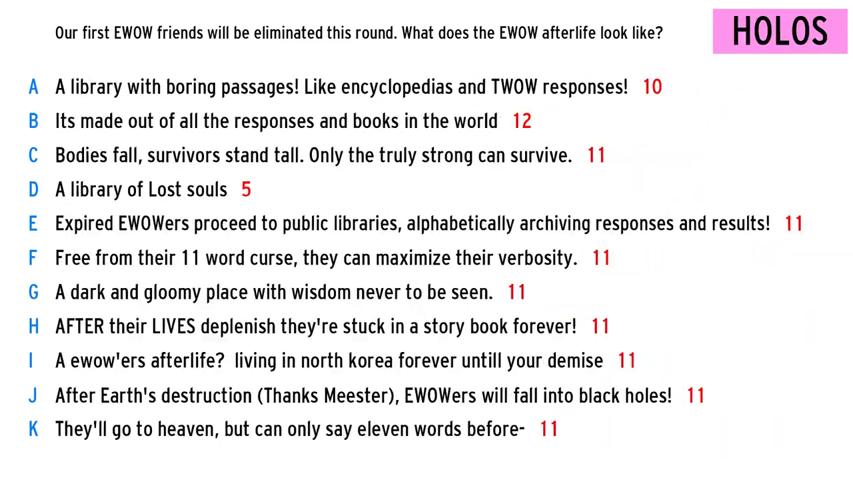 Our first EWOW friends will be eliminated this round. What does the EWOW afterlife look like?
HOLOS
A A library with boring passages! Like encyclopedias and TWOW responses! 10
B Its made out of all the responses and books in the world 12
C Bodies fall, survivors stand tall. Only the truly strong can survive. 11
D A library of Lost souls 5
E Expired EWOWers proceed to public libraries, alphabetically archiving responses and results! 11
F Free from their 11 word curse, they can maximize their verbosity. 11
G A dark and gloomy place with wisdom never to be seen. 11
H AFTER their LIVES deplenish they're stuck in a story book forever! 11
I A ewow'ers afterlife? living in north korea forever untill your demise 11
J After Earth's destruction (Thanks Meester), EWOWers will fall into black holes! 11
K They'll go to heaven, but can only say eleven words before- 11